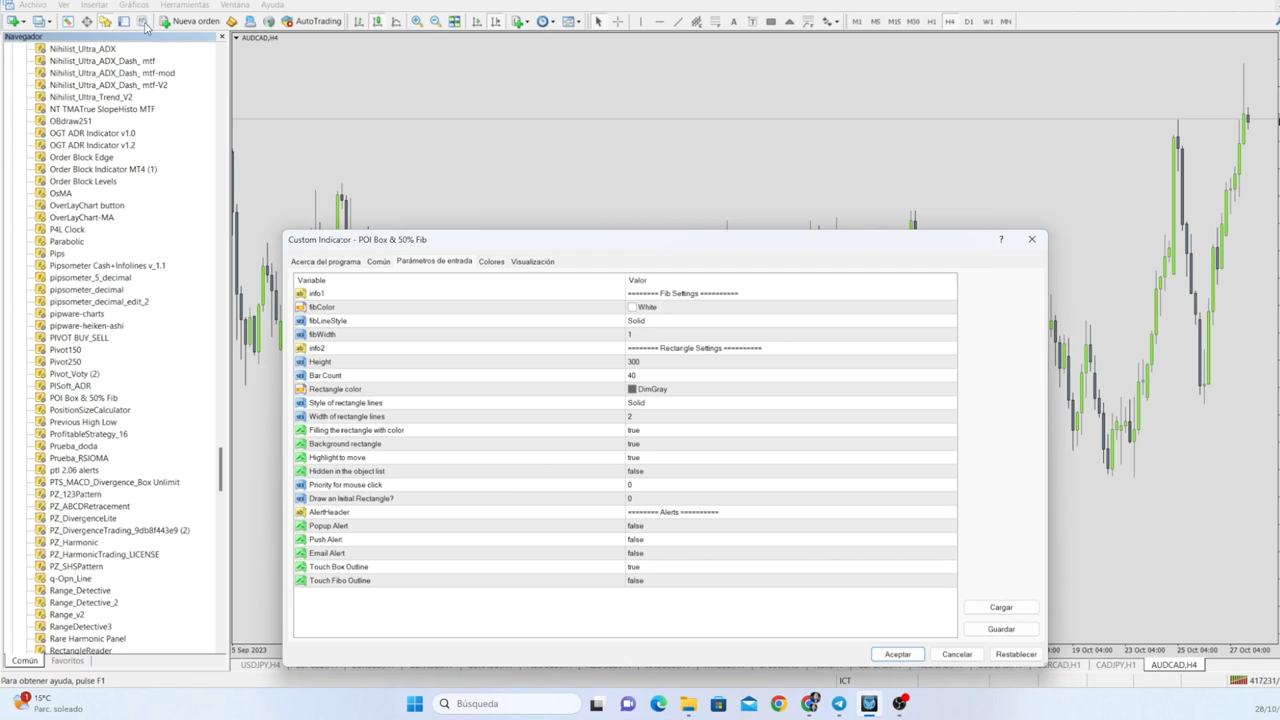 Archivo Ver Insertar Gráficos Herramientas Ventana Ayuda
Nueva orden AutoTrading M1 M5 M15 M30 H1 H4 D1 W1 MN
Navegador
AUDCAD,H4
Nihilist_Ultra_ADX
Nihilist_Ultra_ADX_Dash_ mtf
Nihilist_Ultra_ADX_Dash_ mtf-mod
Nihilist_Ultra_ADX_Dash_ mtf-V2
Nihilist_Ultra_Trend_V2
NT TMATrue SlopeHisto MTF
OBdraw251
OGT ADR Indicator v1.0
OGT ADR Indicator v1.2
Order Block Edge
Order Block Indicator MT4 (1)
Order Block Levels
OsMA
OverLayChart button
OverLayChart-MA
P4L Clock
Parabolic
Pips
Pipsometer Cash+Infolines v_1.1
pipsometer_5_decimal
pipsometer_decimal
pipsometer_decimal_edit_2
pipware-charts
pipware-heiken-ashi
PIVOT BUY_SELL
Pivot150
Pivot250
Pivot_Voty (2)
PISoft_ADR
POI Box & 50% Fib
PositionSizeCalculator
Previous High Low
ProfitableStrategy_16
Prueba_doda
Prueba_RSIOMA
ptl 2.06 alerts
PTS_MACD_Divergence_Box Unlimit
PZ_123Pattern
PZ_ABCDRetracement
PZ_DivergenceLite
PZ_DivergenceTrading_9db8f443e9 (2)
PZ_Harmonic
PZ_HarmonicTrading_LICENSE
PZ_SHSPattern
q-Opn_Line
Range_Detective
Range_Detective_2
Range_v2
RangeDetective3
Rare Harmonic Panel
RectangleReader
Común Favoritos
Custom Indicator - POI Box & 50% Fib
Acerca del programa Común Parámetros de entrada Colores Visualización
Variable Valor
info1 ======== Fib Settings ==========
fibColor White
fibLineStyle Solid
fibWidth 1
info2 ======== Rectangle Settings ==========
Height 300
Bar Count 40
Rectangle color DimGray
Style of rectangle lines Solid
Width of rectangle lines 2
Filling the rectangle with color true
Background rectangle true
Highlight to move true
Hidden in the object list false
Priority for mouse click 0
Draw an Initial Rectangle? 0
AlertHeader ======== Alerts ==========
Popup Alert false
Push Alert false
Email Alert false
Touch Box Outline true
Touch Fibo Outline false
Cargar
Guardar
Aceptar Cancelar Restablecer
5 Sep 2023 :00 23 Oct 04:00 25 Oct 04:00 27 Oct 04:00
USDJPY,H4 CADJPY,H1 AUDCAD,H4
Para obtener ayuda, pulse F1 ICT 417231/
15°C
Parc. soleado
Búsqueda
28/10/